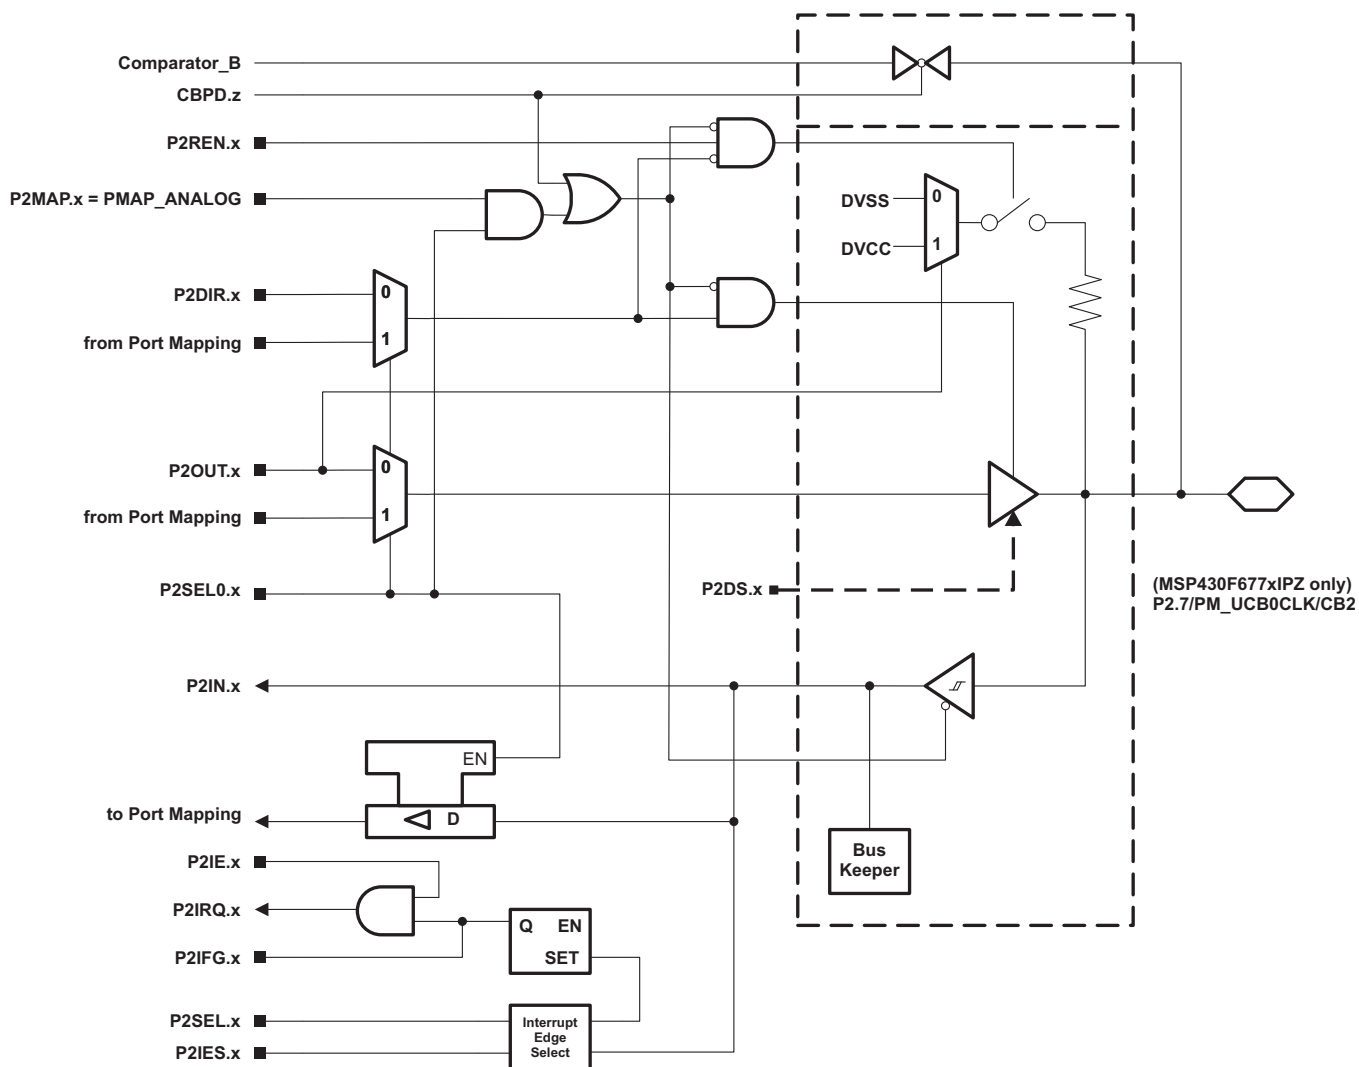 Comparator_B
CBPD.z
P2REN.x
P2MAP.x = PMAP_ANALOG
DVSS
0
DVCC
1
P2DIR.x
0
from Port Mapping
1
P2OUT.x
0
from Port Mapping
1
P2SEL0.x
P2DS.x
(MSP430F677xIPZ only)
P2.7/PM_UCB0CLK/CB2
P2IN.x
EN
to Port Mapping
D
Bus
Keeper
P2IE.x
P2IRQ.x
Q EN
SET
P2IFG.x
P2SEL.x
P2IES.x
Interrupt
Edge
Select